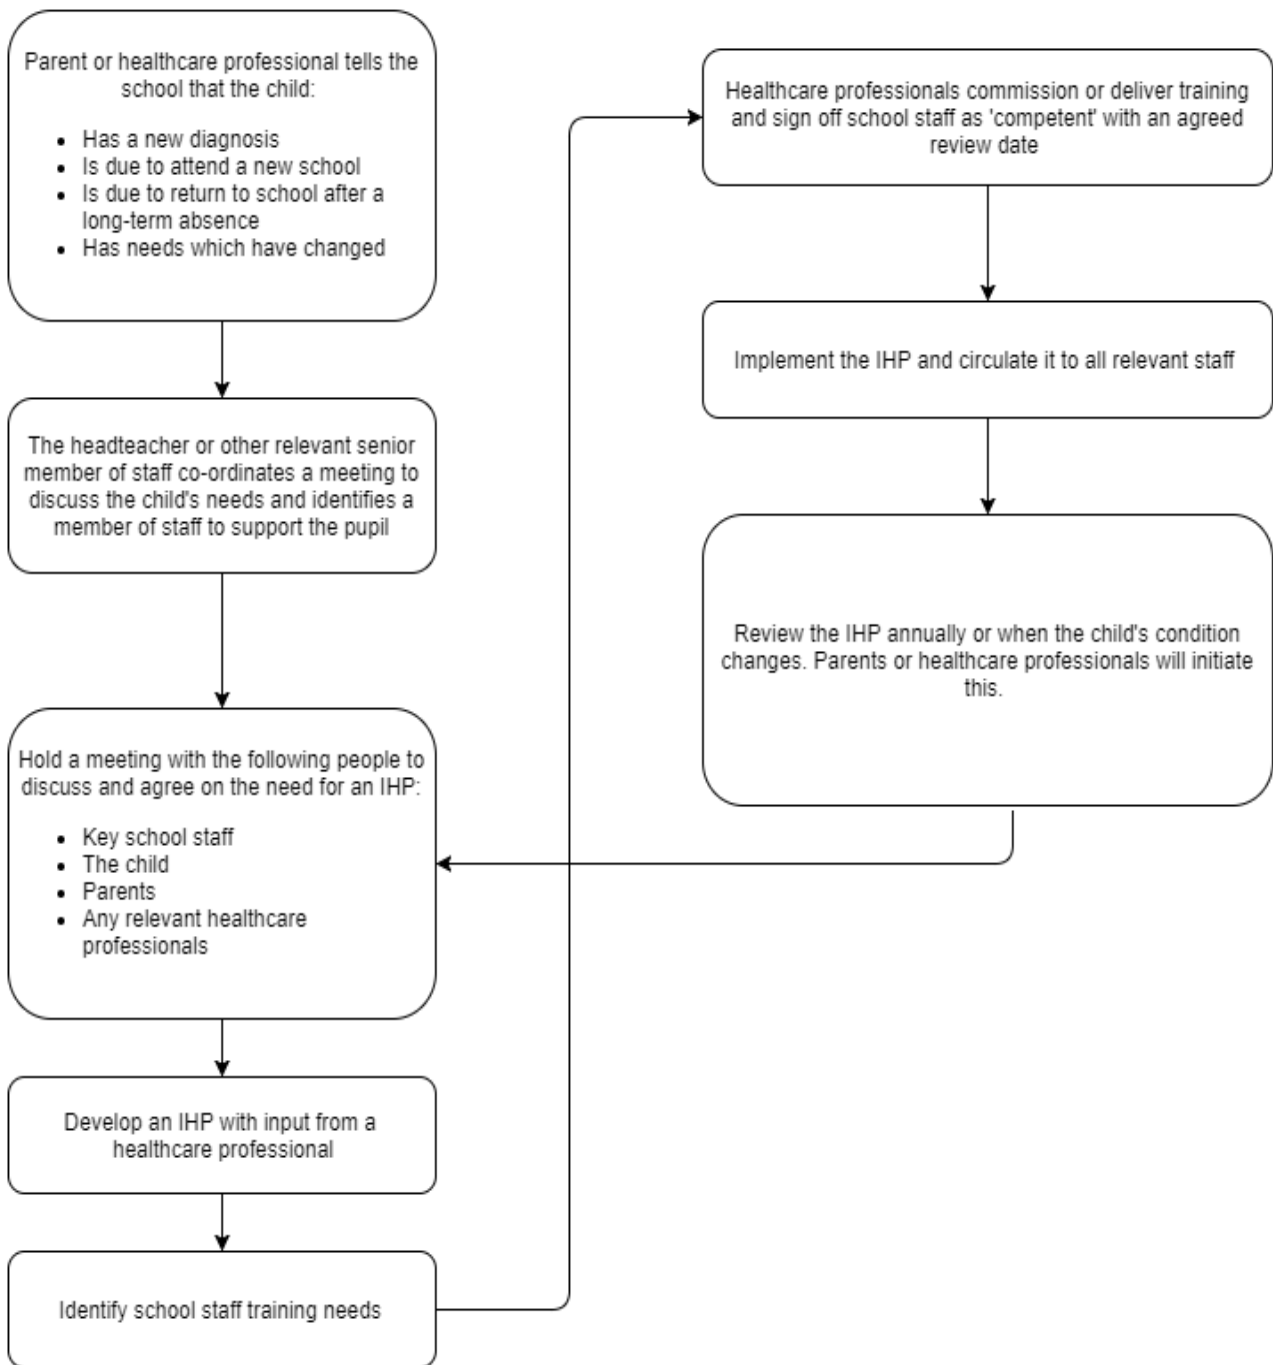 Parent or healthcare professional tells the
school that the child:
• Has a new diagnosis
• Is due to attend a new school
• Is due to return to school after a
long-term absence
• Has needs which have changed
The headteacher or other relevant senior
member of staff co-ordinates a meeting to
discuss the child's needs and identifies a
member of staff to support the pupil
Hold a meeting with the following people to
discuss and agree on the need for an IHP:
• Key school staff
• The child
• Parents
• Any relevant healthcare
professionals
Develop an IHP with input from a
healthcare professional
Identify school staff training needs
Healthcare professionals commission or deliver training
and sign off school staff as 'competent' with an agreed
review date
Implement the IHP and circulate it to all relevant staff
Review the IHP annually or when the child's condition
changes. Parents or healthcare professionals will initiate
this.